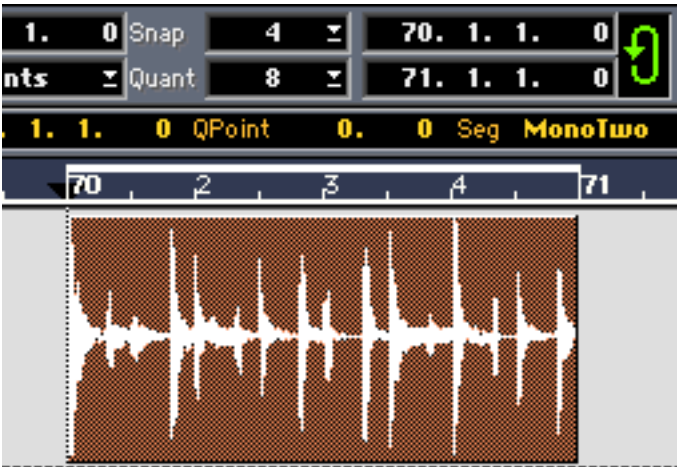 1. 0 Snap 4 70. 1. 1. 0
nts Quant 8 71. 1. 1. 0
. 1. 1. 0 QPoint 0. 0 Seg MonoTwo
70 2 3 4 71